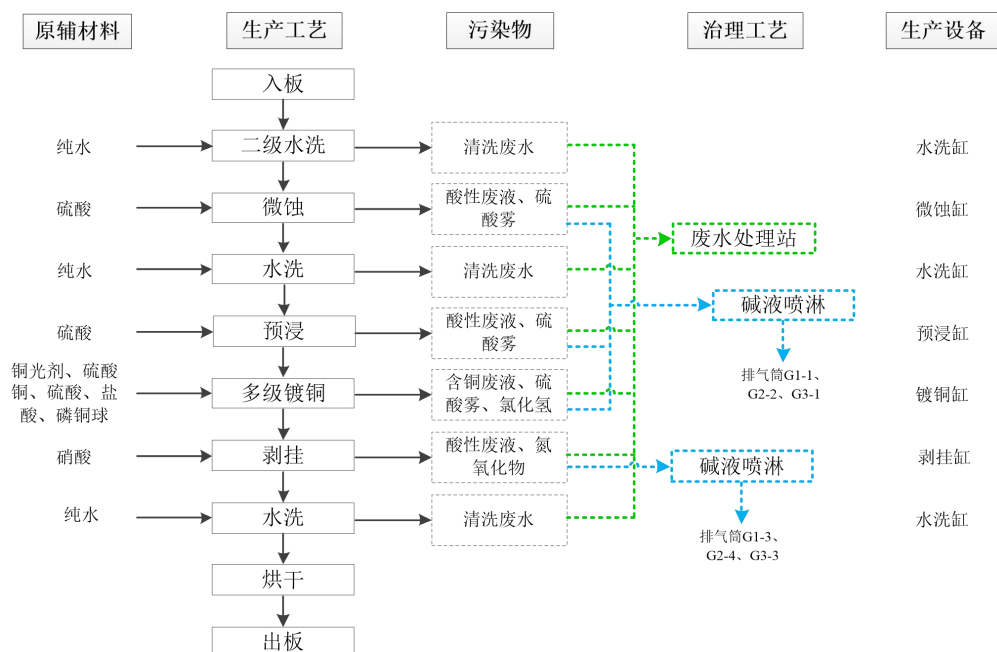 原辅材料
生产工艺
污染物
治理工艺
生产设备
入板
纯水
二级水洗
清洗废水
水洗缸
硫酸
微蚀
酸性废液、硫
酸雾
微蚀缸
废水处理站
纯水
水洗
清洗废水
水洗缸
碱液喷淋
硫酸
预浸
酸性废液、硫
酸雾
预浸缸
排气筒G1-1、
G2-2、G3-1
铜光剂、硫酸
铜、硫酸、盐
酸、磷铜球
多级镀铜
含铜废液、硫
酸雾、氯化氢
镀铜缸
硝酸
剥挂
酸性废液、氮
氧化物
碱液喷淋
剥挂缸
纯水
水洗
清洗废水
水洗缸
排气筒G1-3、
G2-4、G3-3
烘干
出板